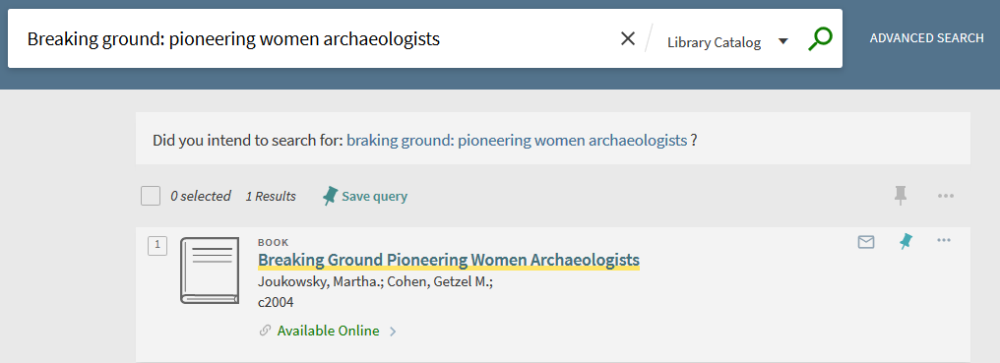 Breaking ground: pioneering women archaeologists
Library Catalog
ADVANCED SEARCH
Did you intend to search for: braking ground: pioneering women archaeologists ?
0 selected 1 Results Save query
1
BOOK
Breaking Ground Pioneering Women Archaeologists
Joukowsky, Martha.; Cohen, Getzel M.;
c2004
Available Online